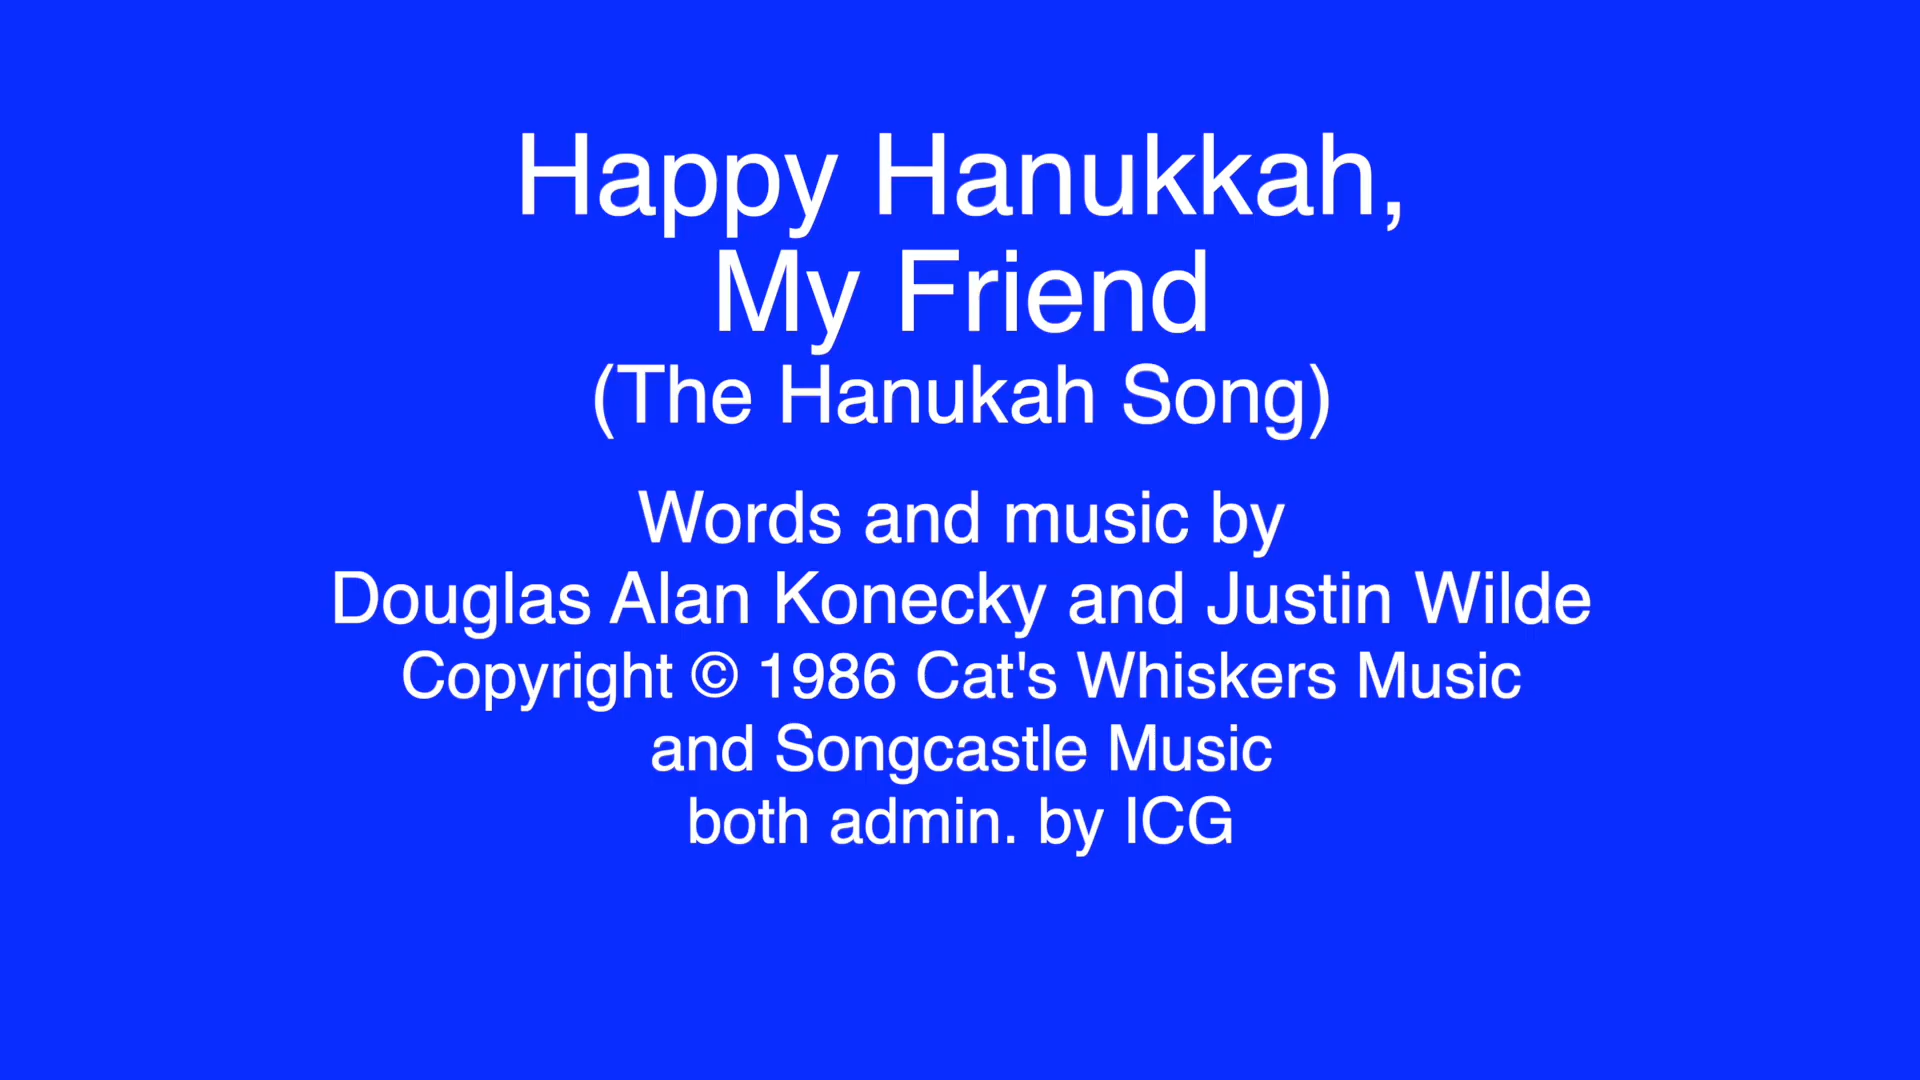 Happy Hanukkah,
My Friend
(The Hanukah Song)
Words and music by
Douglas Alan Konecky and Justin Wilde
Copyright © 1986 Cat's Whiskers Music
and Songcastle Music
both admin. by ICG